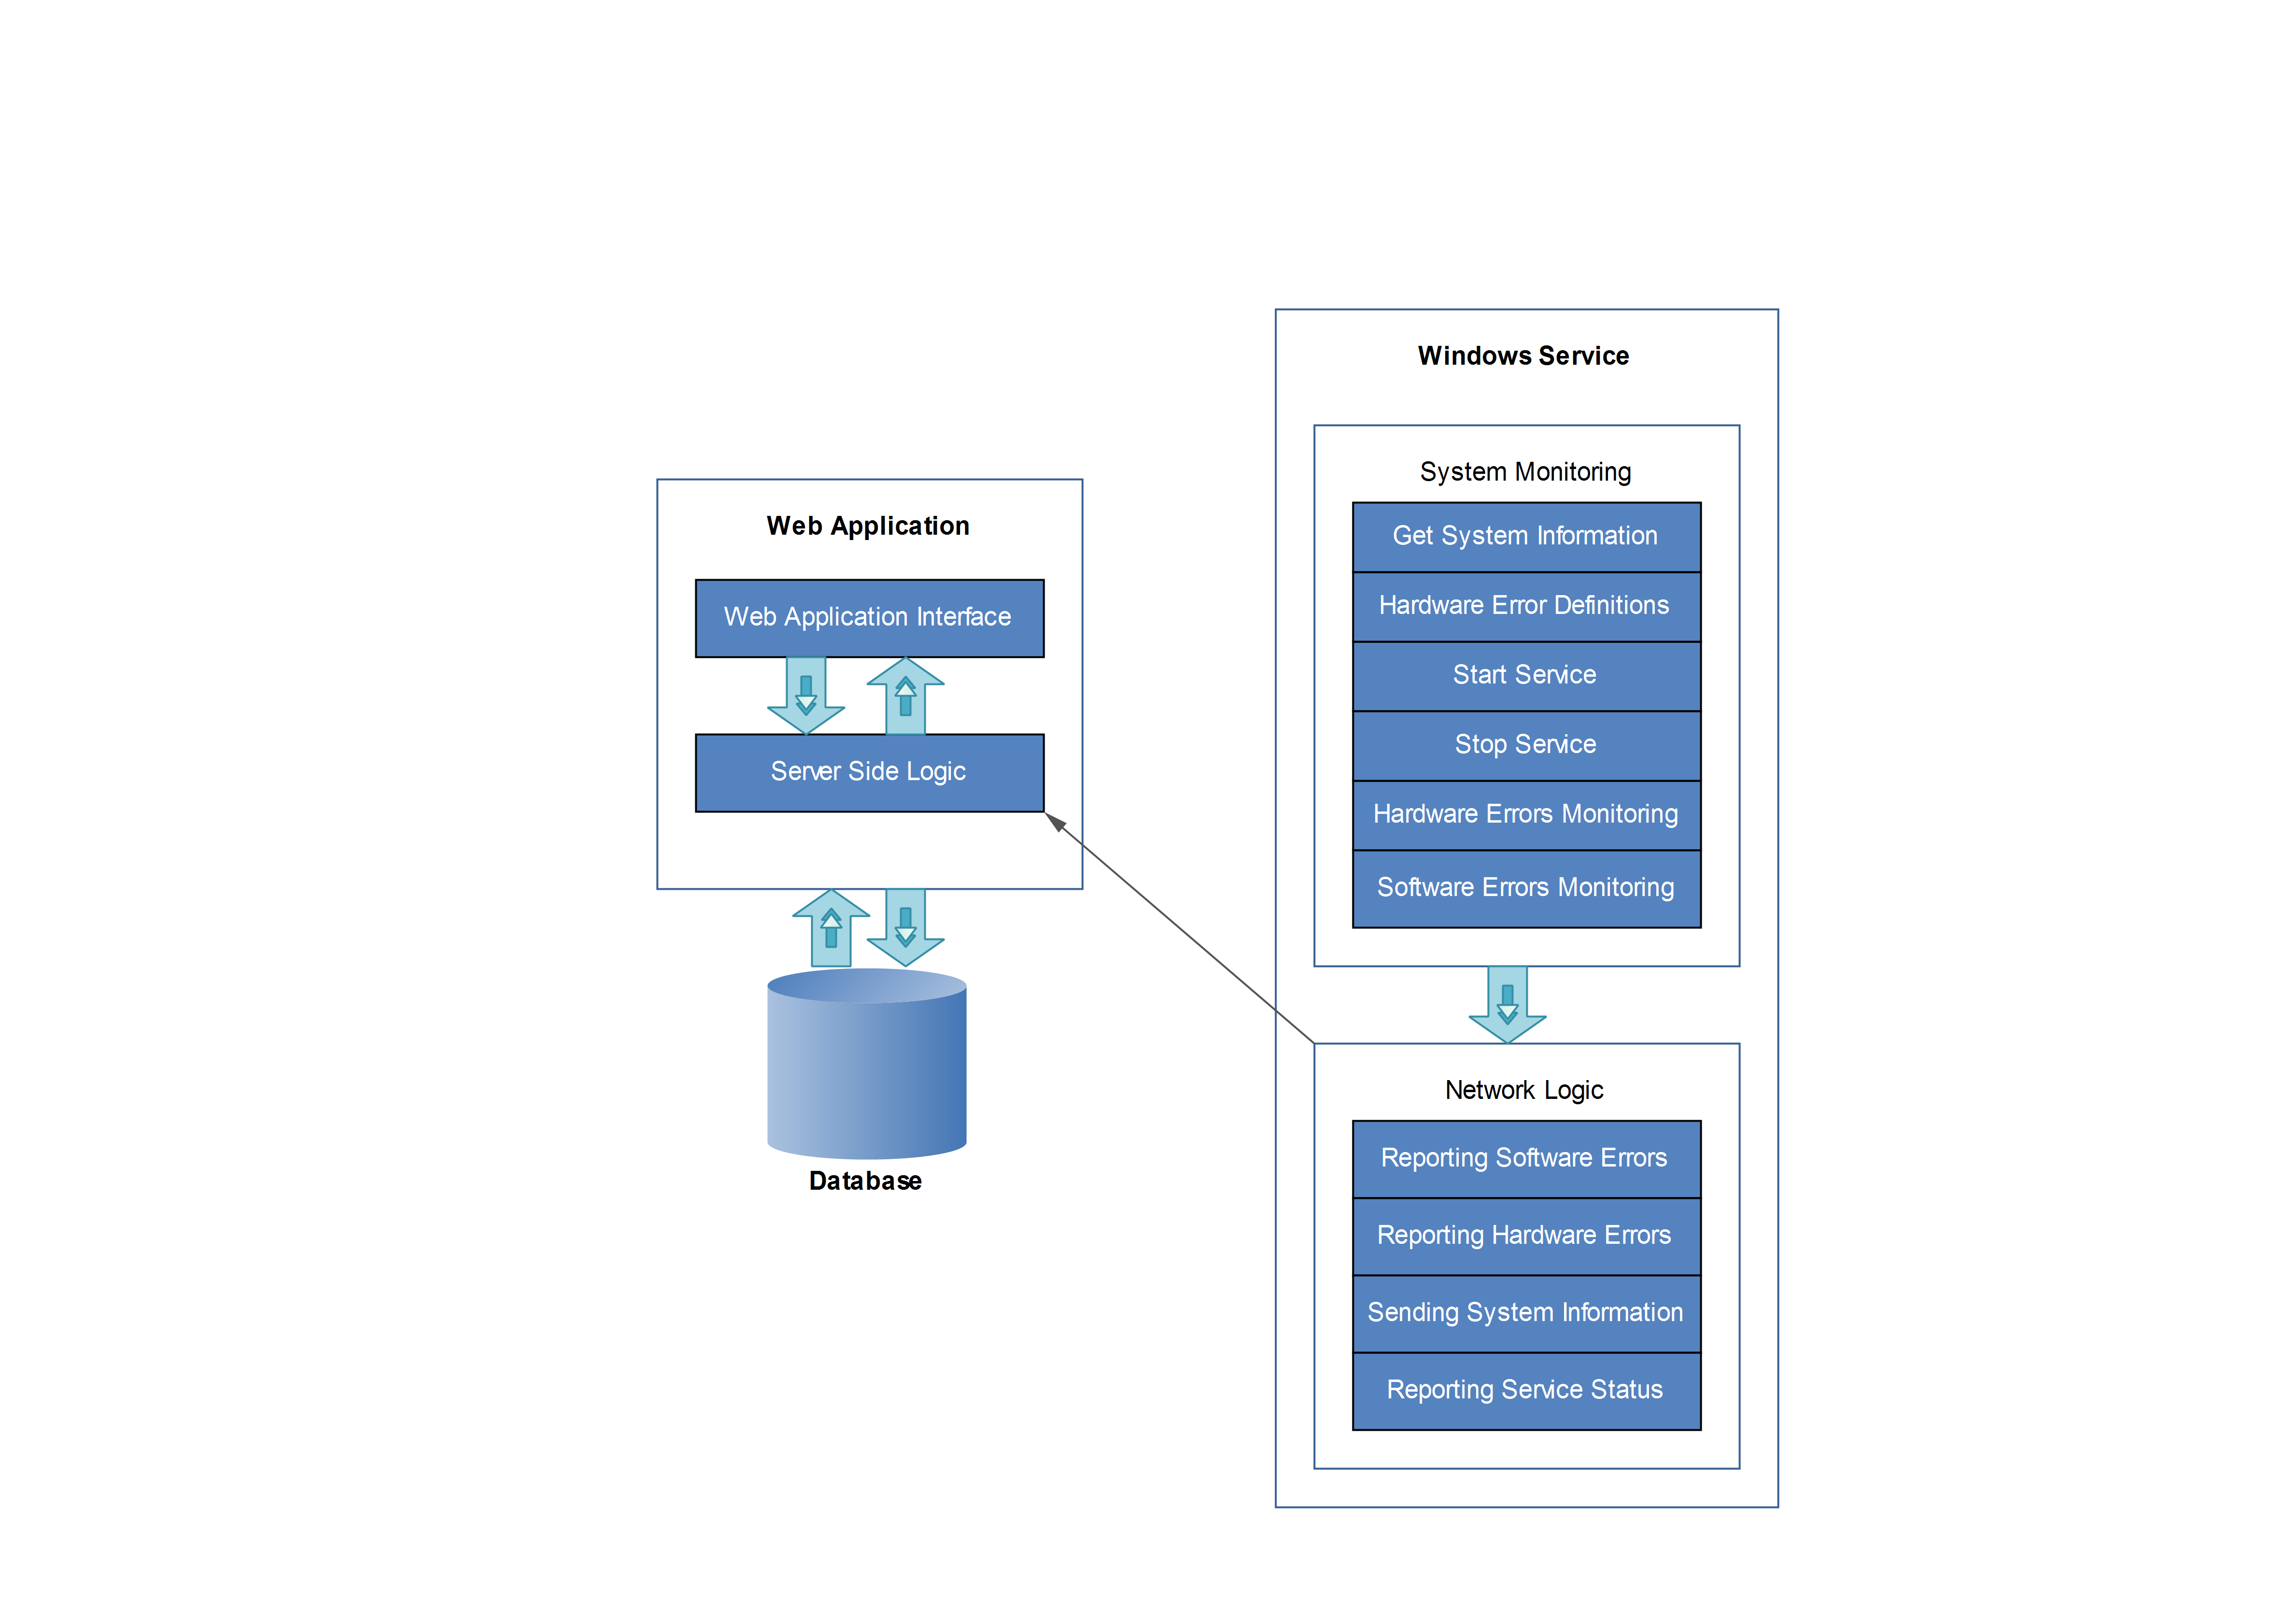 Web Application
Web Application Interface
Server Side Logic
Database
Windows Service
System Monitoring
Get System Information
Hardware Error Definitions
Start Service
Stop Service
Hardware Errors Monitoring
Software Errors Monitoring
Network Logic
Reporting Software Errors
Reporting Hardware Errors
Sending System Information
Reporting Service Status